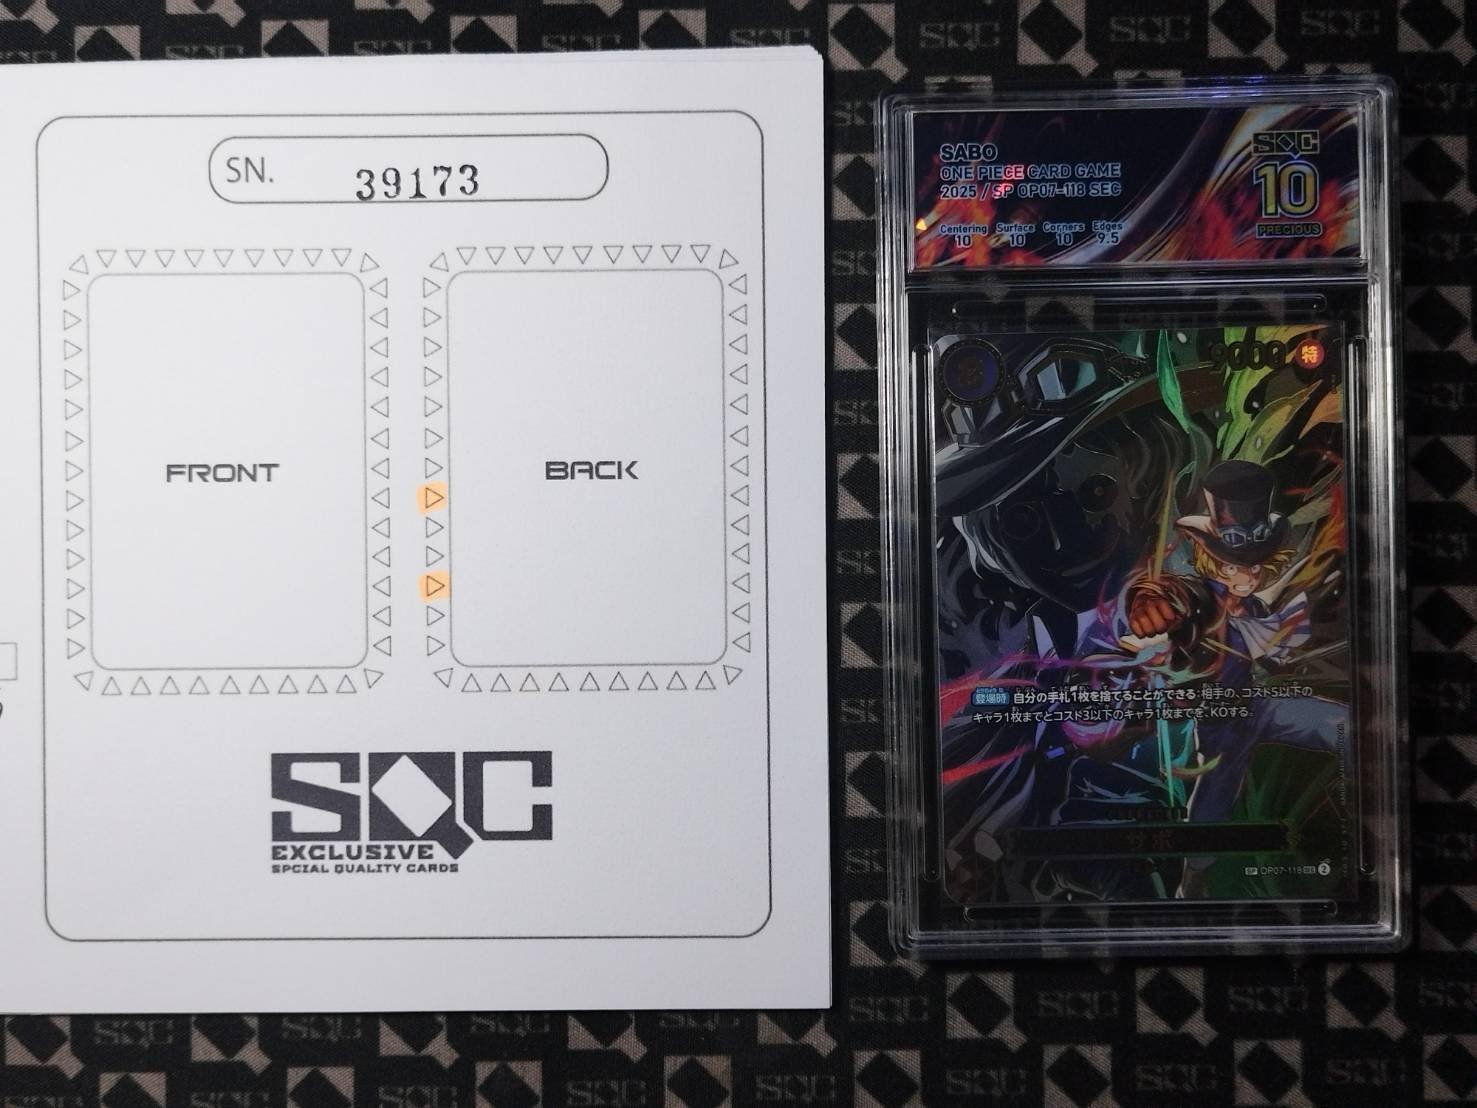 SN. 39173
FRONT
BACK
SQC
EXCLUSIVE
SPCIAL QUALITY CARDS
SABO
ONE PIECE CARD GAME
2025 / SP OP07-118 SEC
Centering Surface Corners Edges
10 10 10 9.5
SQC
10
PRECIOUS
9000 特
登場時 自分の手札1枚を捨てることができる:相手の、コスト5以下の
キャラ1枚までとコスト3以下のキャラ1枚までを、KOする。
サボ
SP OP07-118 SEC 2